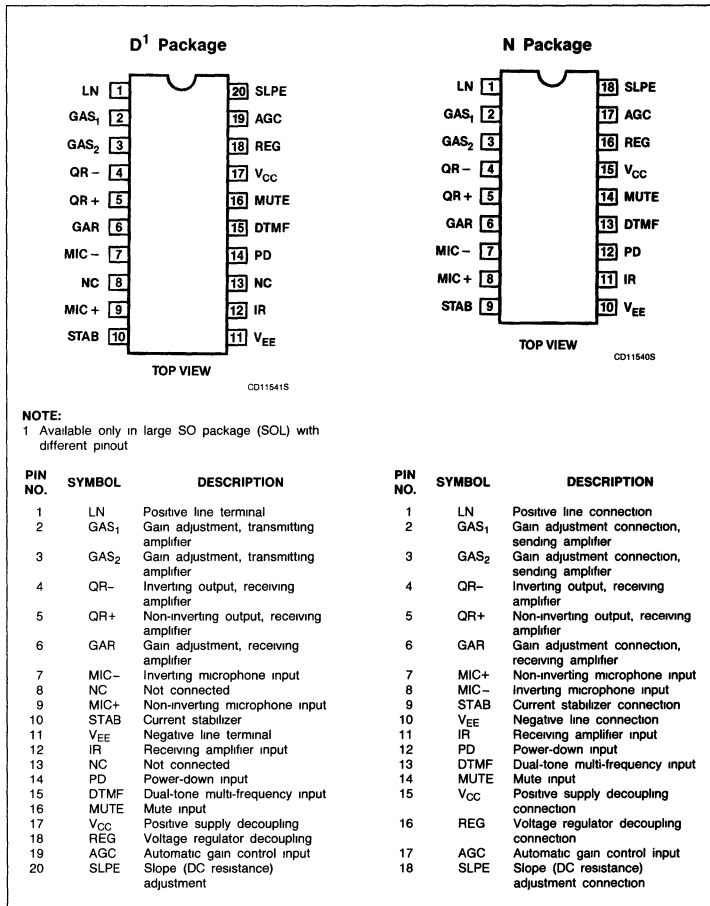 D¹ Package
LN 1
GAS₁ 2
GAS₂ 3
QR – 4
QR + 5
GAR 6
MIC – 7
NC 8
MIC + 9
STAB 10
20 SLPE
19 AGC
18 REG
17 V_CC
16 MUTE
15 DTMF
14 PD
13 NC
12 IR
11 V_EE
TOP VIEW
CD11541S
N Package
LN 1
GAS₁ 2
GAS₂ 3
QR – 4
QR + 5
GAR 6
MIC – 7
MIC + 8
STAB 9
18 SLPE
17 AGC
16 REG
15 V_CC
14 MUTE
13 DTMF
12 PD
11 IR
10 V_EE
TOP VIEW
CD11540S
NOTE:
1 Available only in large SO package (SOL) with
different pinout
PIN NO. SYMBOL DESCRIPTION
1 LN Positive line terminal
2 GAS₁ Gain adjustment, transmitting
amplifier
3 GAS₂ Gain adjustment, transmitting
amplifier
4 QR– Inverting output, receiving
amplifier
5 QR+ Non-inverting output, receiving
amplifier
6 GAR Gain adjustment, receiving
amplifier
7 MIC– Inverting microphone input
8 NC Not connected
9 MIC+ Non-inverting microphone input
10 STAB Current stabilizer
11 V_EE Negative line terminal
12 IR Receiving amplifier input
13 NC Not connected
14 PD Power-down input
15 DTMF Dual-tone multi-frequency input
16 MUTE Mute input
17 V_CC Positive supply decoupling
18 REG Voltage regulator decoupling
19 AGC Automatic gain control input
20 SLPE Slope (DC resistance)
adjustment
PIN NO. SYMBOL DESCRIPTION
1 LN Positive line connection
2 GAS₁ Gain adjustment connection,
sending amplifier
3 GAS₂ Gain adjustment connection,
sending amplifier
4 QR– Inverting output, receiving
amplifier
5 QR+ Non-inverting output, receiving
amplifier
6 GAR Gain adjustment connection,
receiving amplifier
7 MIC+ Non-inverting microphone input
8 MIC– Inverting microphone input
9 STAB Current stabilizer connection
10 V_EE Negative line connection
11 IR Receiving amplifier input
12 PD Power-down input
13 DTMF Dual-tone multi-frequency input
14 MUTE Mute input
15 V_CC Positive supply decoupling
connection
16 REG Voltage regulator decoupling
connection
17 AGC Automatic gain control input
18 SLPE Slope (DC resistance)
adjustment connection